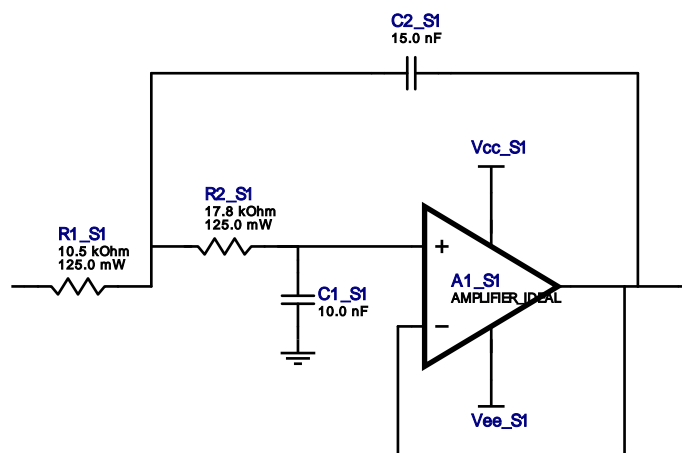 C2_S1
15.0 nF
Vcc_S1
R2_S1
17.8 kOhm
125.0 mW
R1_S1
10.5 kOhm
125.0 mW
+
C1_S1
10.0 nF
A1_S1
AMPLIFIER_IDEAL
−
Vee_S1